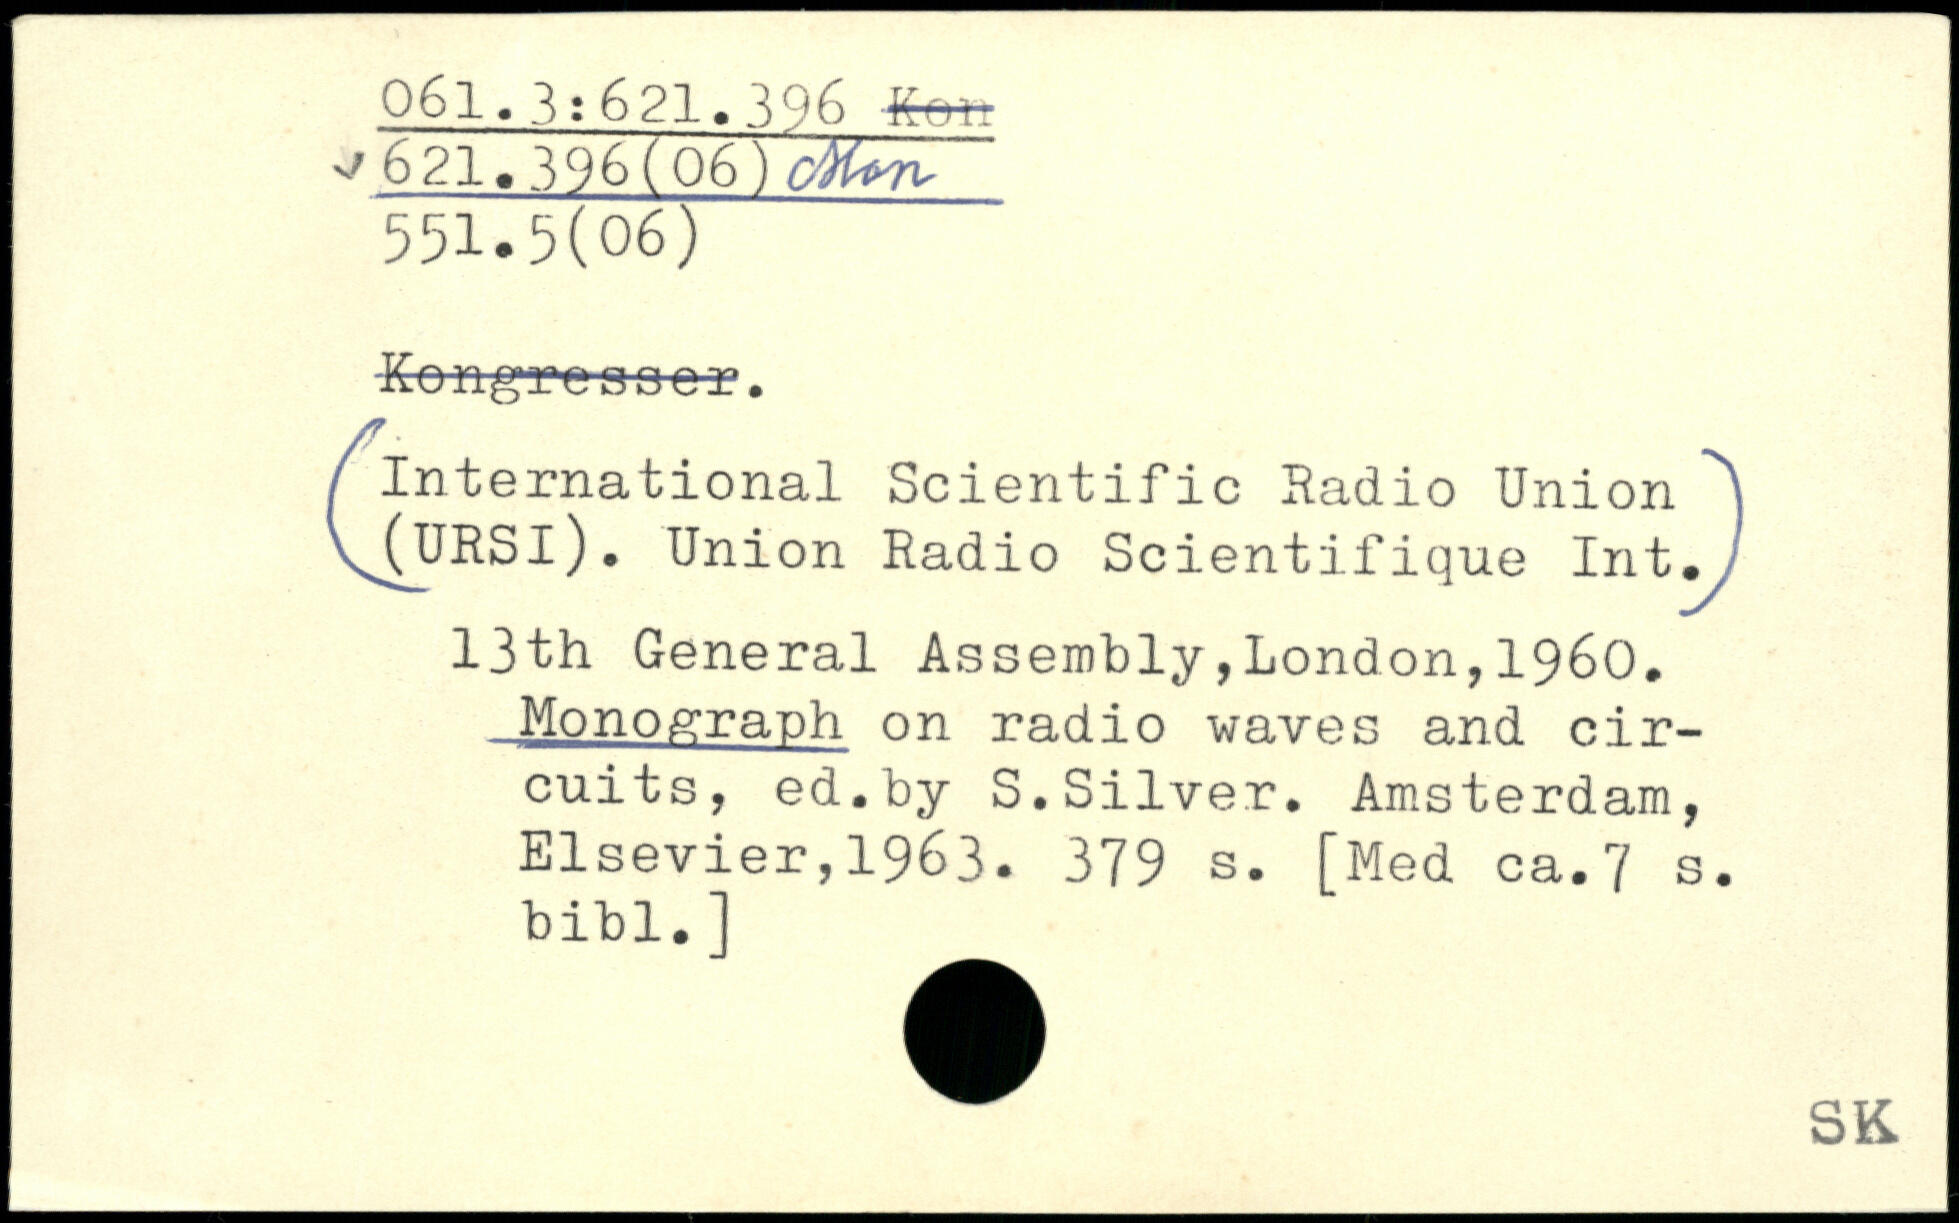 061.3:621.396 Kon
621.396(06) Mon
551.5(06)
Kongresser.
International Scientific Radio Union
(URSI). Union Radio Scientifique Int.
13th General Assembly,London,1960.
Monograph on radio waves and cir-
cuits, ed.by S.Silver. Amsterdam,
Elsevier,1963. 379 s. [Med ca.7 s.
bibl.]
SK